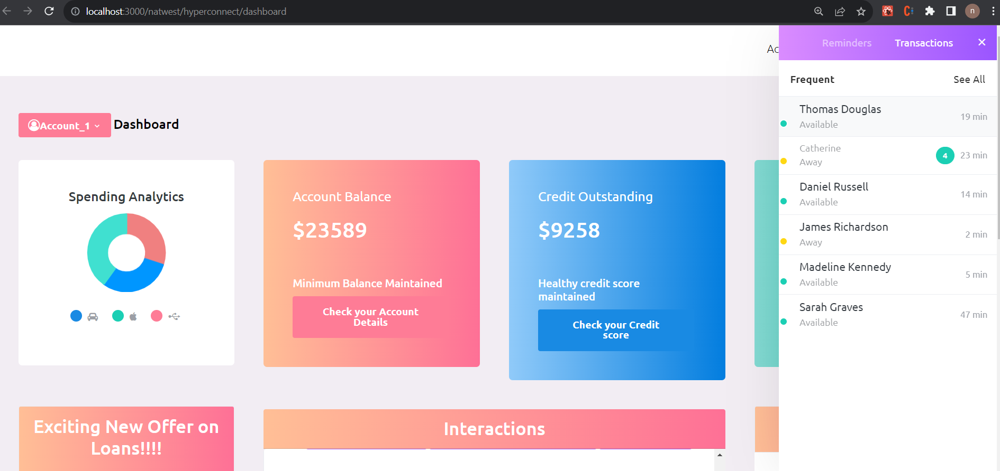 localhost:3000/natwest/hyperconnect/dashboard
n
Ac
Reminders
Transactions
Frequent
See All
Thomas Douglas
Available
19 min
Catherine
Away
4
23 min
Daniel Russell
Available
14 min
James Richardson
Away
2 min
Madeline Kennedy
Available
5 min
Sarah Graves
Available
47 min
Account_1
Dashboard
Spending Analytics
Account Balance
$23589
Minimum Balance Maintained
Check your Account
Details
Credit Outstanding
$9258
Healthy credit score
maintained
Check your Credit
score
Exciting New Offer on
Loans!!!!
Interactions